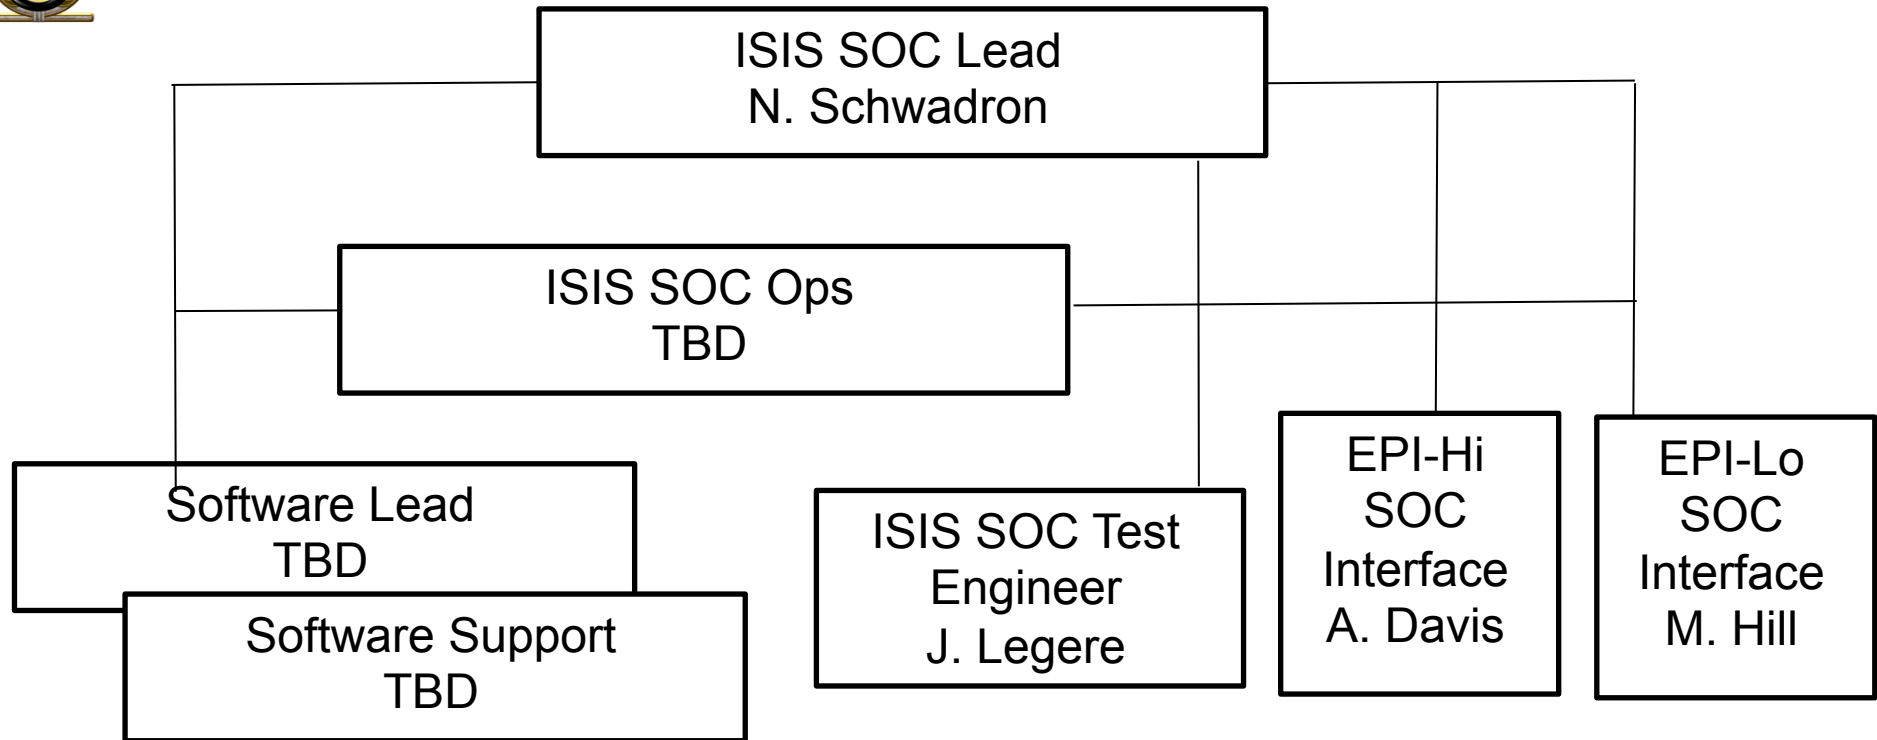 ISIS SOC Lead
N. Schwadron
ISIS SOC Ops
TBD
Software Lead
TBD
Software Support
TBD
ISIS SOC Test
Engineer
J. Legere
EPI-Hi
SOC
Interface
A. Davis
EPI-Lo
SOC
Interface
M. Hill